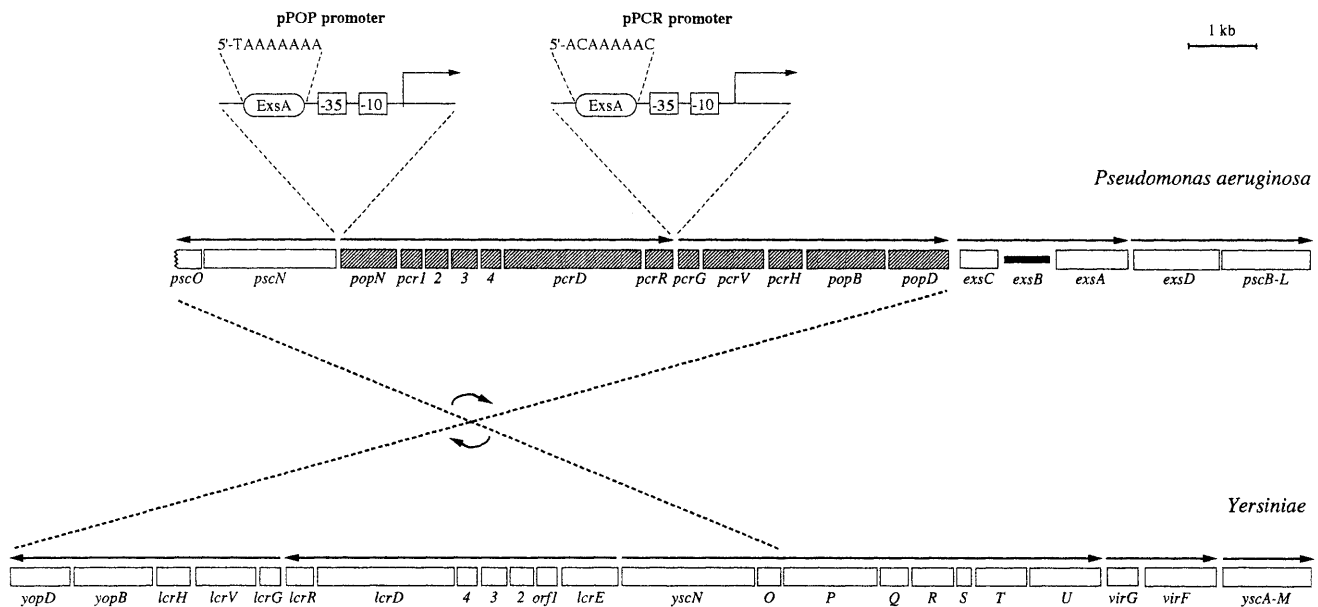 pPOP promoter
pPCR promoter
1 kb
5'-TAAAAAAA
5'-ACAAAAAC
ExsA -35 -10
ExsA -35 -10
Pseudomonas aeruginosa
pscO pscN popN pcr1 2 3 4 pcrD pcrR pcrG pcrV pcrH popB popD exsC exsB exsA exsD pscB-L
Yersiniae
yopD yopB lcrH lcrV lcrG lcrR lcrD 4 3 2 orf1 lcrE yscN O P Q R S T U virG virF yscA-M